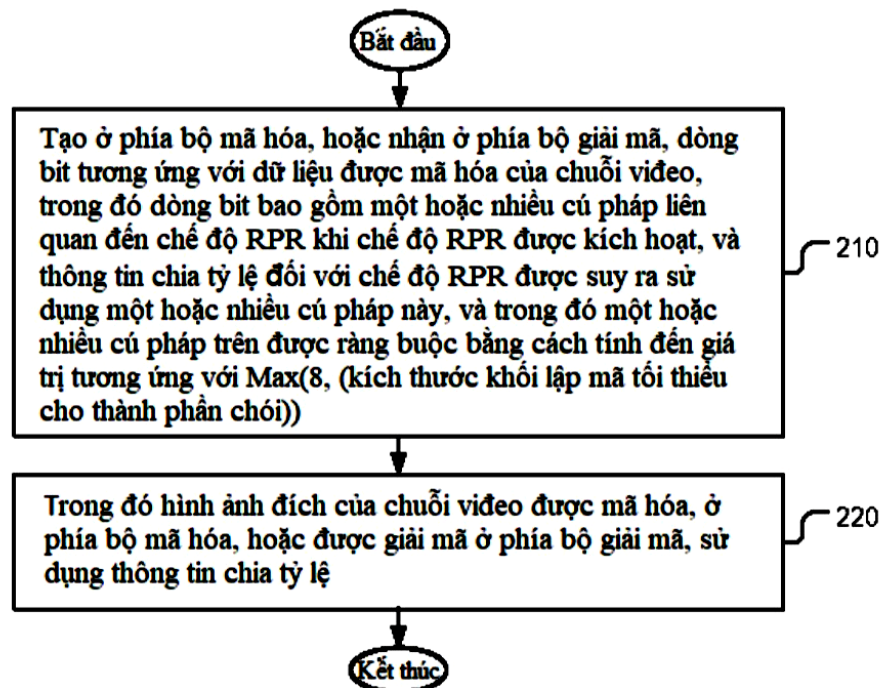 Bắt đầu
Tạo ở phía bộ mã hóa, hoặc nhận ở phía bộ giải mã, dòng
bit tương ứng với dữ liệu được mã hóa của chuỗi viđeo,
trong đó dòng bit bao gồm một hoặc nhiều cú pháp liên
quan đến chế độ RPR khi chế độ RPR được kích hoạt, và
thông tin chia tỷ lệ đối với chế độ RPR được suy ra sử
dụng một hoặc nhiều cú pháp này, và trong đó một hoặc
nhiều cú pháp trên được ràng buộc bằng cách tính đến giá
trị tương ứng với Max(8, (kích thước khối lập mã tối thiểu
cho thành phần chói))
210
Trong đó hình ảnh đích của chuỗi viđeo được mã hóa, ở
phía bộ mã hóa, hoặc được giải mã ở phía bộ giải mã, sử
dụng thông tin chia tỷ lệ
220
Kết thúc